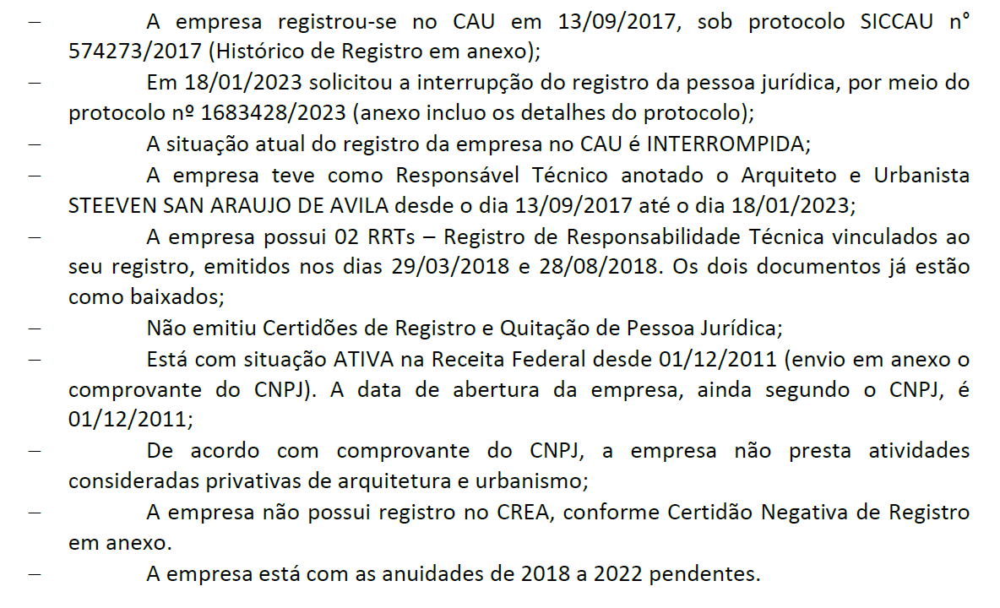 – A empresa registrou-se no CAU em 13/09/2017, sob protocolo SICCAU n°
574273/2017 (Histórico de Registro em anexo);
– Em 18/01/2023 solicitou a interrupção do registro da pessoa jurídica, por meio do
protocolo nº 1683428/2023 (anexo incluo os detalhes do protocolo);
– A situação atual do registro da empresa no CAU é INTERROMPIDA;
– A empresa teve como Responsável Técnico anotado o Arquiteto e Urbanista
STEEVEN SAN ARAUJO DE AVILA desde o dia 13/09/2017 até o dia 18/01/2023;
– A empresa possui 02 RRTs – Registro de Responsabilidade Técnica vinculados ao
seu registro, emitidos nos dias 29/03/2018 e 28/08/2018. Os dois documentos já estão
como baixados;
– Não emitiu Certidões de Registro e Quitação de Pessoa Jurídica;
– Está com situação ATIVA na Receita Federal desde 01/12/2011 (envio em anexo o
comprovante do CNPJ). A data de abertura da empresa, ainda segundo o CNPJ, é
01/12/2011;
– De acordo com comprovante do CNPJ, a empresa não presta atividades
consideradas privativas de arquitetura e urbanismo;
– A empresa não possui registro no CREA, conforme Certidão Negativa de Registro
em anexo.
– A empresa está com as anuidades de 2018 a 2022 pendentes.